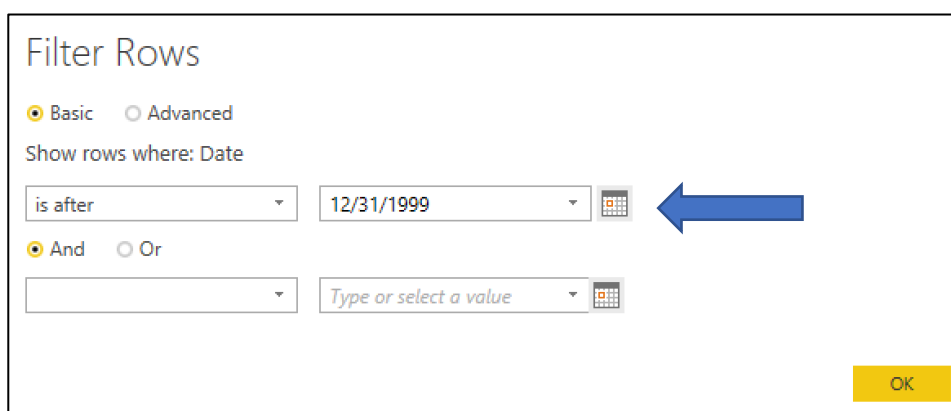 Filter Rows
Basic Advanced
Show rows where: Date
is after 12/31/1999
And Or
Type or select a value
OK